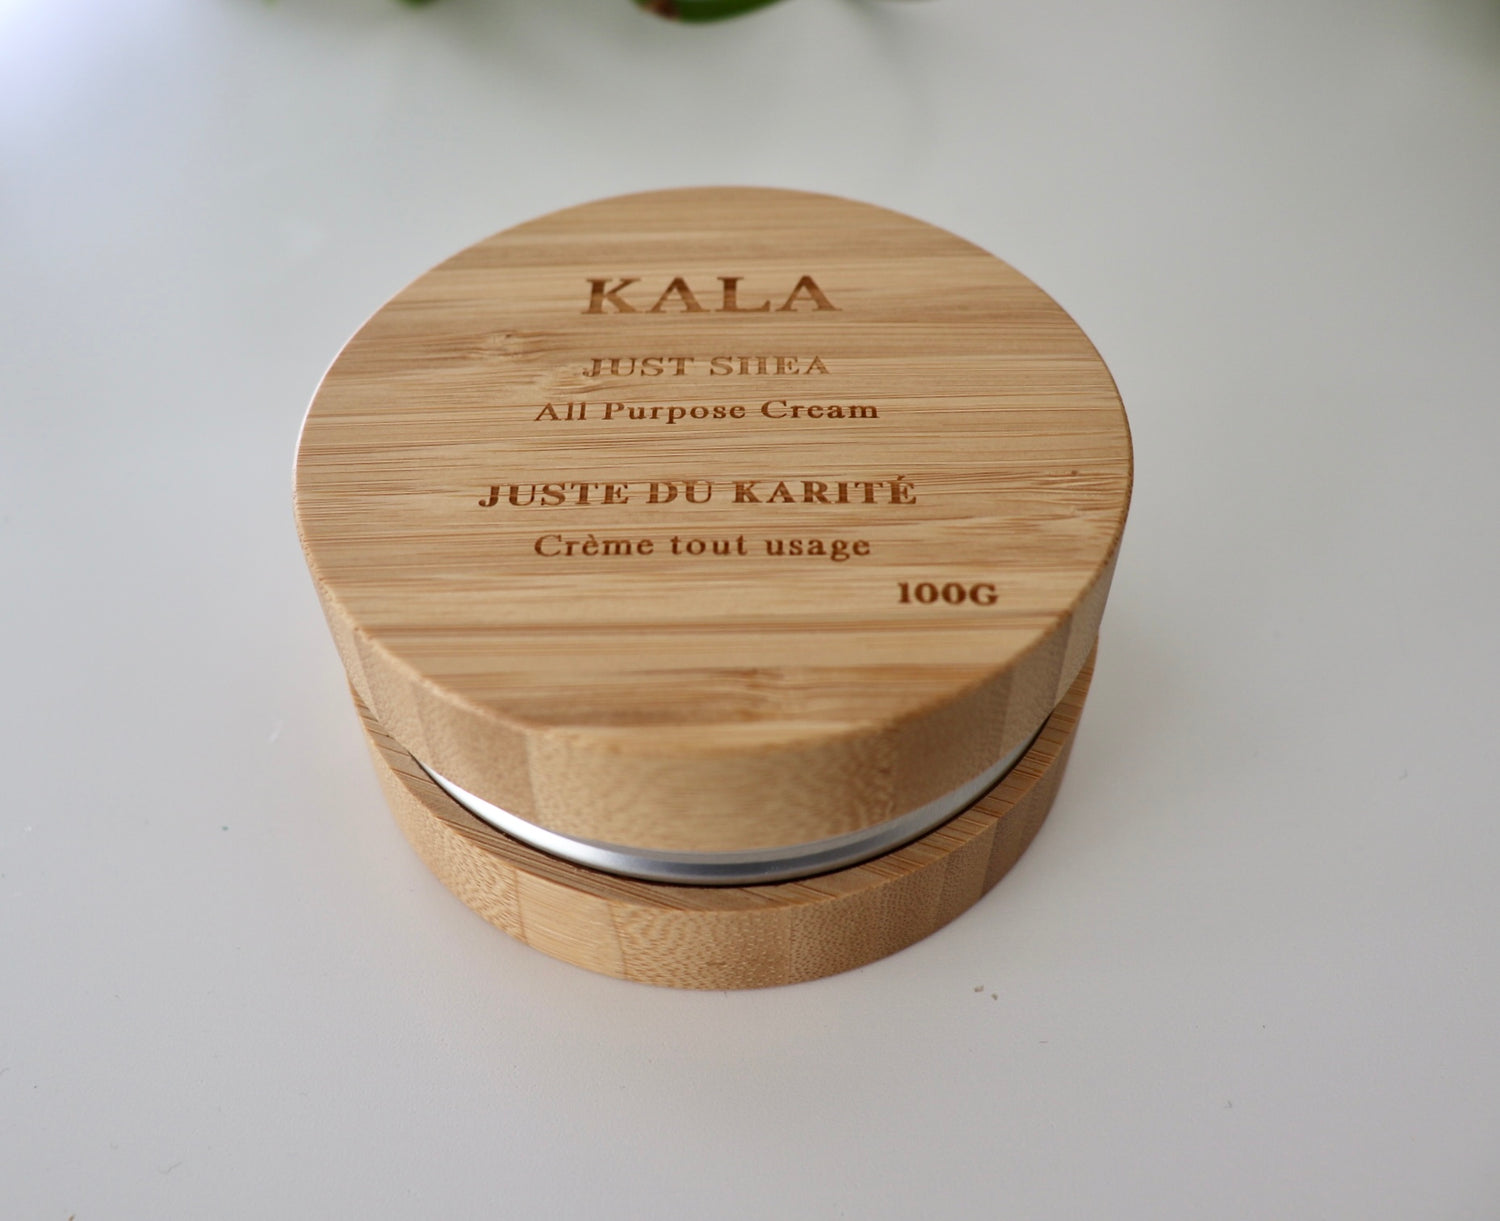 KALA
JUST SHEA
All Purpose Cream
JUSTE DU KARITÉ
Crème tout usage
100G